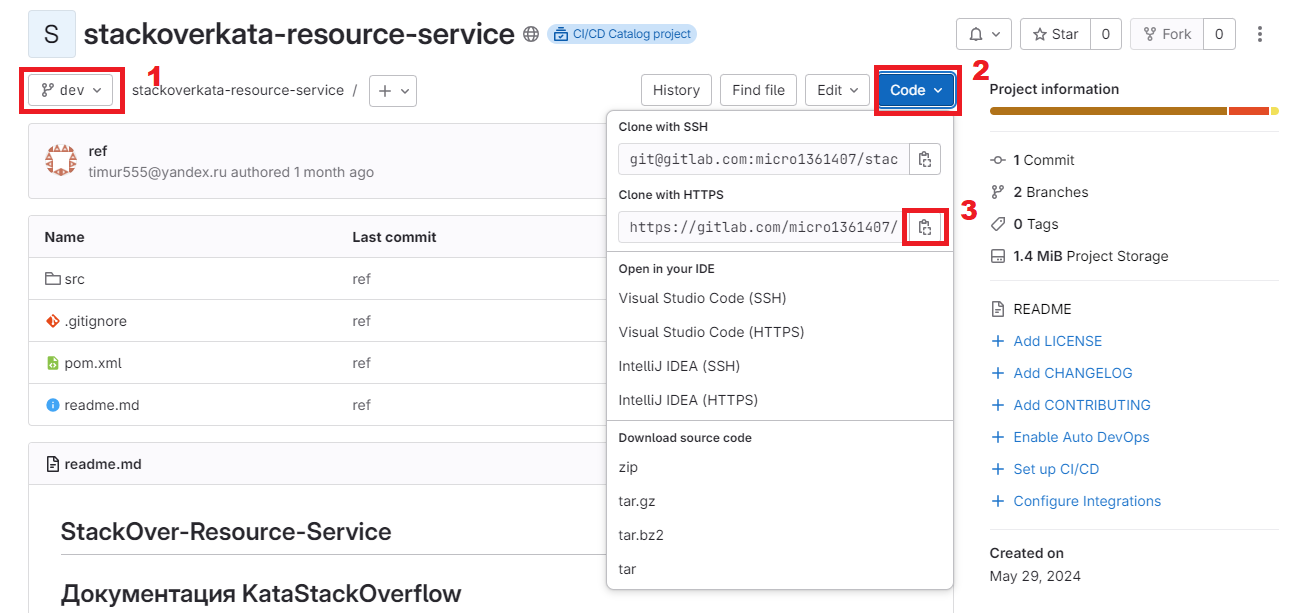 S stackoverkata-resource-service CI/CD Catalog project
Star 0 Fork 0
1 2
dev stackoverkata-resource-service / + History Find file Edit Code
ref
timur555@yandex.ru authored 1 month ago
Name Last commit
src ref
.gitignore ref
pom.xml ref
readme.md ref
readme.md
StackOver-Resource-Service
Документация KataStackOverflow
Clone with SSH
git@gitlab.com:micro1361407/stac
Clone with HTTPS
https://gitlab.com/micro1361407/
3
Open in your IDE
Visual Studio Code (SSH)
Visual Studio Code (HTTPS)
IntelliJ IDEA (SSH)
IntelliJ IDEA (HTTPS)
Download source code
zip
tar.gz
tar.bz2
tar
Project information
1 Commit
2 Branches
0 Tags
1.4 MiB Project Storage
README
+ Add LICENSE
+ Add CHANGELOG
+ Add CONTRIBUTING
+ Enable Auto DevOps
+ Set up CI/CD
+ Configure Integrations
Created on
May 29, 2024